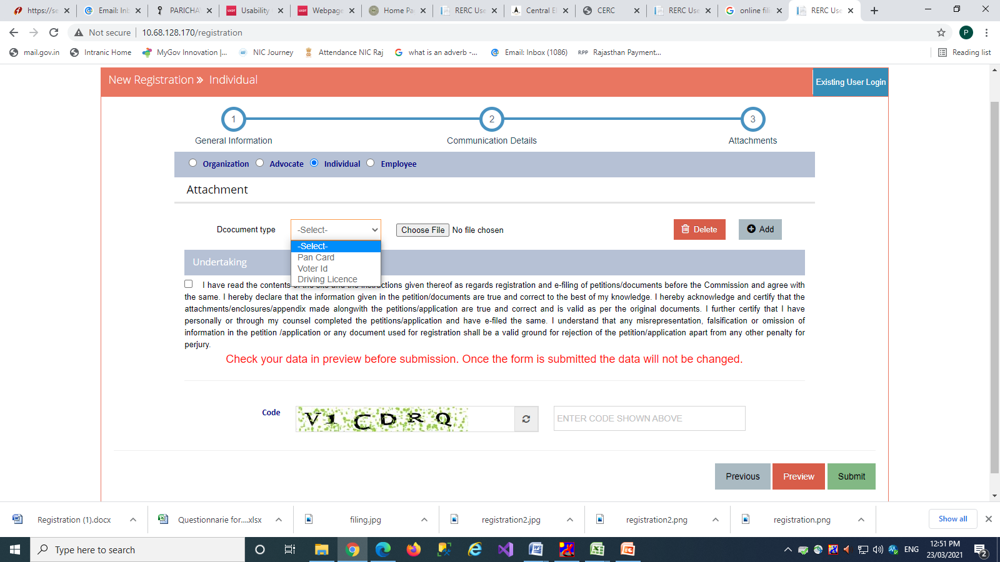 https://se
Email: Inb
PARICHAY
Usability
Webpage
Home Pa
RERC Use
Central El
CERC
RERC Use
online fili
RERC Use
Not secure 10.68.128.170/registration
P
mail.gov.in Intranic Home MyGov Innovation |... NIC Journey Attendance NIC Raj what is an adverb -... Email: Inbox (1086) RPP Rajasthan Payment... Reading list
New Registration » Individual
Existing User Login
1 2 3
General Information Communication Details Attachments
Organization Advocate Individual Employee
Attachment
Dcocument type -Select- Choose File No file chosen Delete Add
-Select-
Pan Card
Voter Id
Driving Licence
Undertaking
I have read the contents of the site and the instructions given thereof as regards registration and e-filing of petitions/documents before the Commission and agree with
the same. I hereby declare that the information given in the petition/documents are true and correct to the best of my knowledge. I hereby acknowledge and certify that the
attachments/enclosures/appendix made alongwith the petitions/application are true and correct and is valid as per the original documents. I further certify that I have
personally or through my counsel completed the petitions/application and have e-filed the same. I understand that any misrepresentation, falsification or omission of
information in the petition /application or any document used for registration shall be a valid ground for rejection of the petition/application apart from any other penalty for
perjury.
Check your data in preview before submission. Once the form is submitted the data will not be changed.
Code V1CDRQ ENTER CODE SHOWN ABOVE
Previous Preview Submit
Registration (1).docx Questionnarie for....xlsx filing.jpg registration2.jpg registration2.png registration.png Show all
Type here to search
ENG
12:51 PM
23/03/2021
2